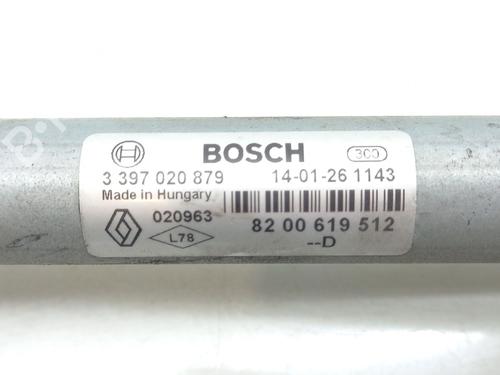 BOSCH 300
3 397 020 879 14-01-26 1143
Made in Hungary
020963
L78
82 00 619 512
--D